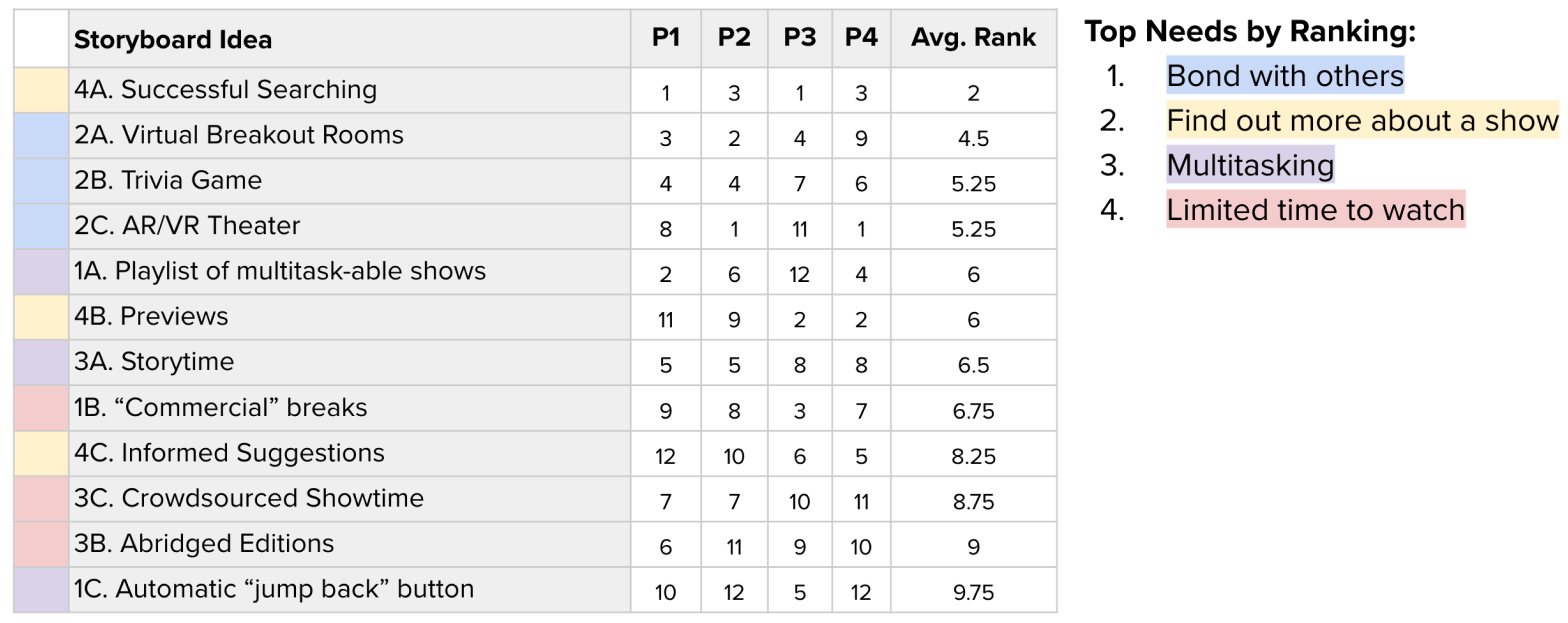 Storyboard Idea P1 P2 P3 P4 Avg. Rank
4A. Successful Searching 1 3 1 3 2
2A. Virtual Breakout Rooms 3 2 4 9 4.5
2B. Trivia Game 4 4 7 6 5.25
2C. AR/VR Theater 8 1 11 1 5.25
1A. Playlist of multitask-able shows 2 6 12 4 6
4B. Previews 11 9 2 2 6
3A. Storytime 5 5 8 8 6.5
1B. “Commercial” breaks 9 8 3 7 6.75
4C. Informed Suggestions 12 10 6 5 8.25
3C. Crowdsourced Showtime 7 7 10 11 8.75
3B. Abridged Editions 6 11 9 10 9
1C. Automatic “jump back” button 10 12 5 12 9.75
Top Needs by Ranking:
1. Bond with others
2. Find out more about a show
3. Multitasking
4. Limited time to watch